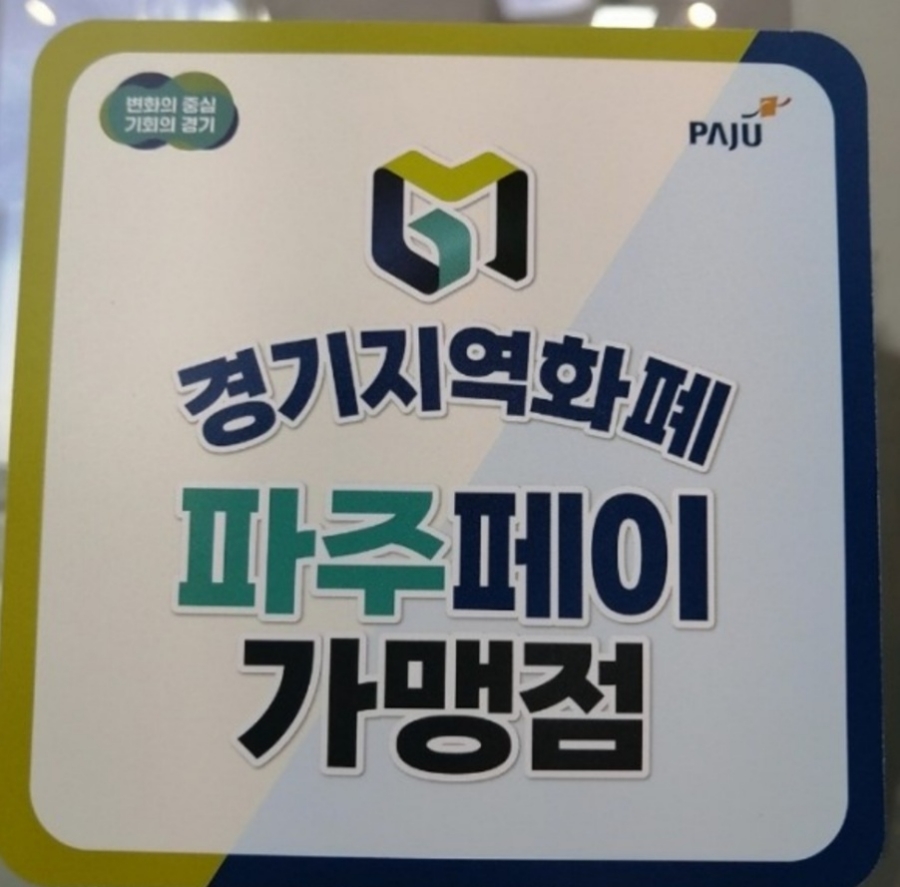 변화의 중심
기회의 경기
PAJU
경기지역화폐
파주페이
가맹점